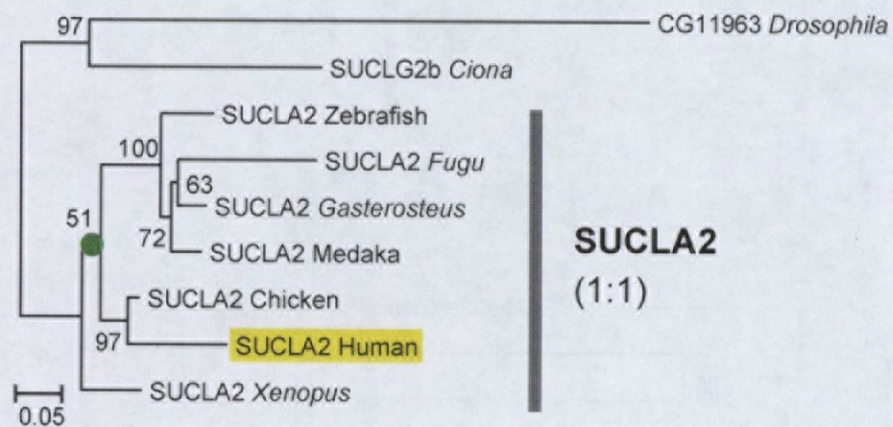 97
CG11963 Drosophila
SUCLG2b Ciona
SUCLA2 Zebrafish
100
SUCLA2 Fugu
63
SUCLA2 Gasterosteus
51
72
SUCLA2 Medaka
SUCLA2
(1:1)
SUCLA2 Chicken
97
SUCLA2 Human
SUCLA2 Xenopus
0.05